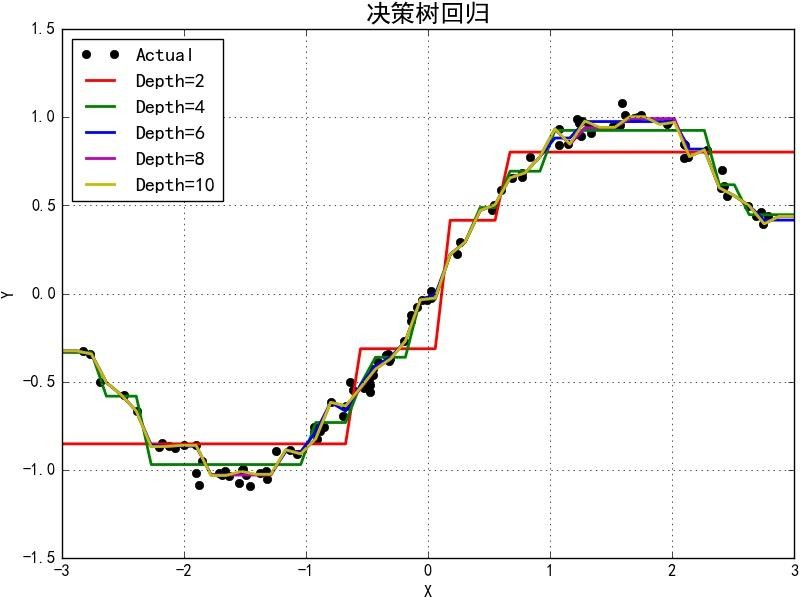 决策树回归
1.5
1.0
0.5
0.0
−0.5
−1.0
−1.5
Y
Actual
Depth=2
Depth=4
Depth=6
Depth=8
Depth=10
−3 −2 −1 0 1 2 3
X